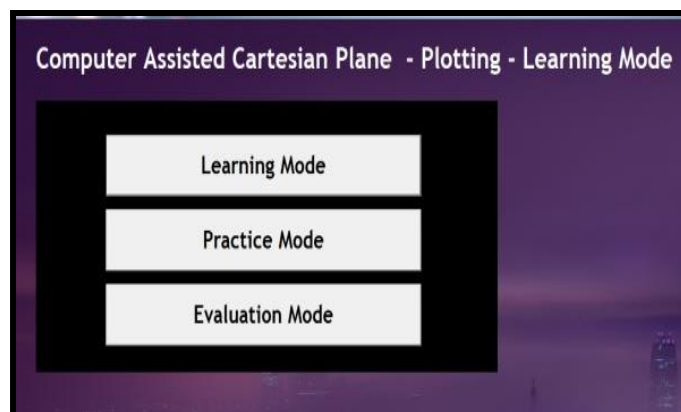 Computer Assisted Cartesian Plane - Plotting - Learning Mode
Learning Mode
Practice Mode
Evaluation Mode